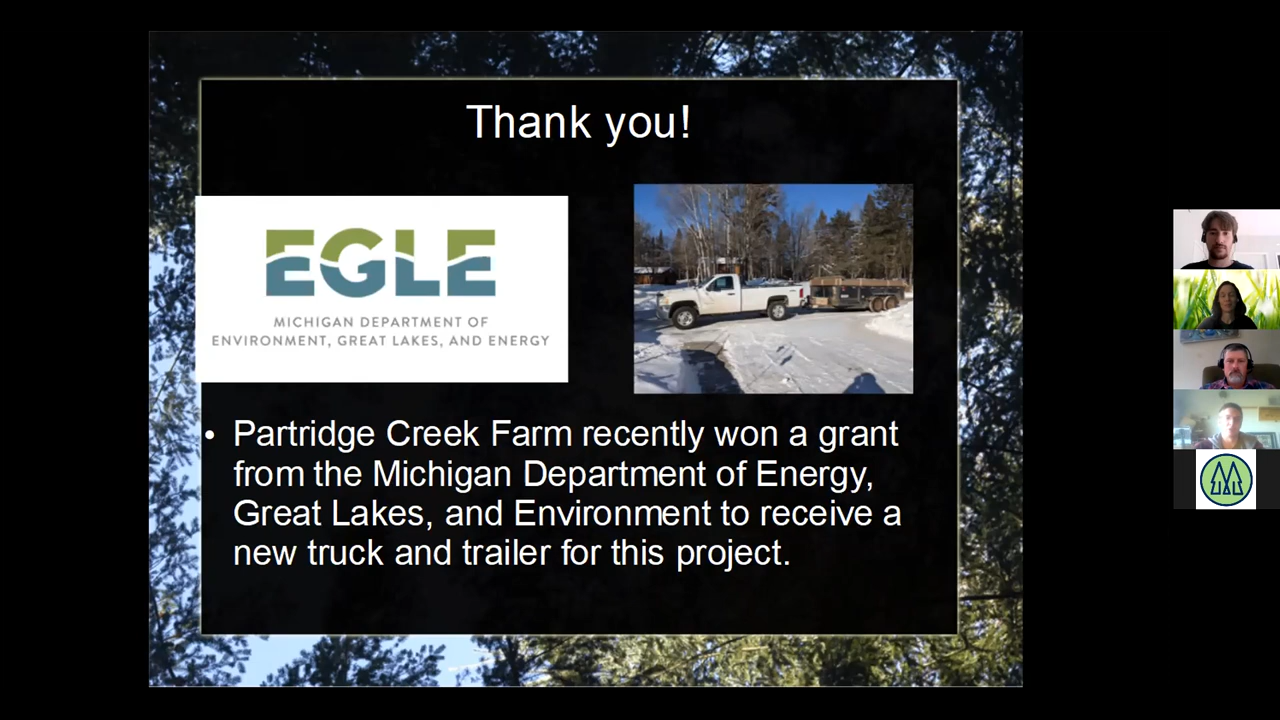 Thank you!
EGLE
MICHIGAN DEPARTMENT OF
ENVIRONMENT, GREAT LAKES, AND ENERGY
• Partridge Creek Farm recently won a grant
from the Michigan Department of Energy,
Great Lakes, and Environment to receive a
new truck and trailer for this project.